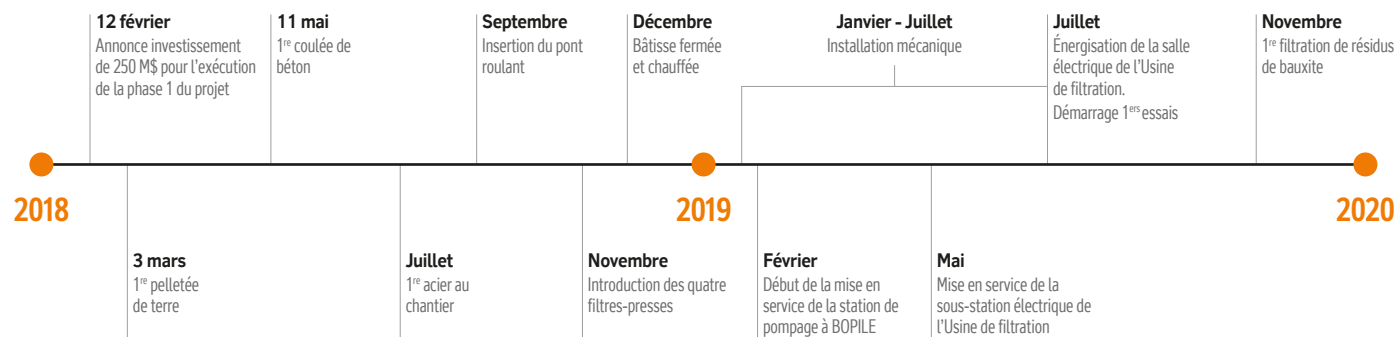 12 février
Annonce investissement
de 250 M$ pour l'exécution
de la phase 1 du projet
11 mai
1re coulée de
béton
Septembre
Insertion du pont
roulant
Décembre
Bâtisse fermée
et chauffée
Janvier - Juillet
Installation mécanique
Juillet
Énergisation de la salle
électrique de l'Usine
de filtration.
Démarrage 1ers essais
Novembre
1re filtration de résidus
de bauxite
2018
2019
2020
3 mars
1re pelletée
de terre
Juillet
1re acier au
chantier
Novembre
Introduction des quatre
filtres-presses
Février
Début de la mise en
service de la station de
pompage à BOPILE
Mai
Mise en service de la
sous-station électrique de
l'Usine de filtration